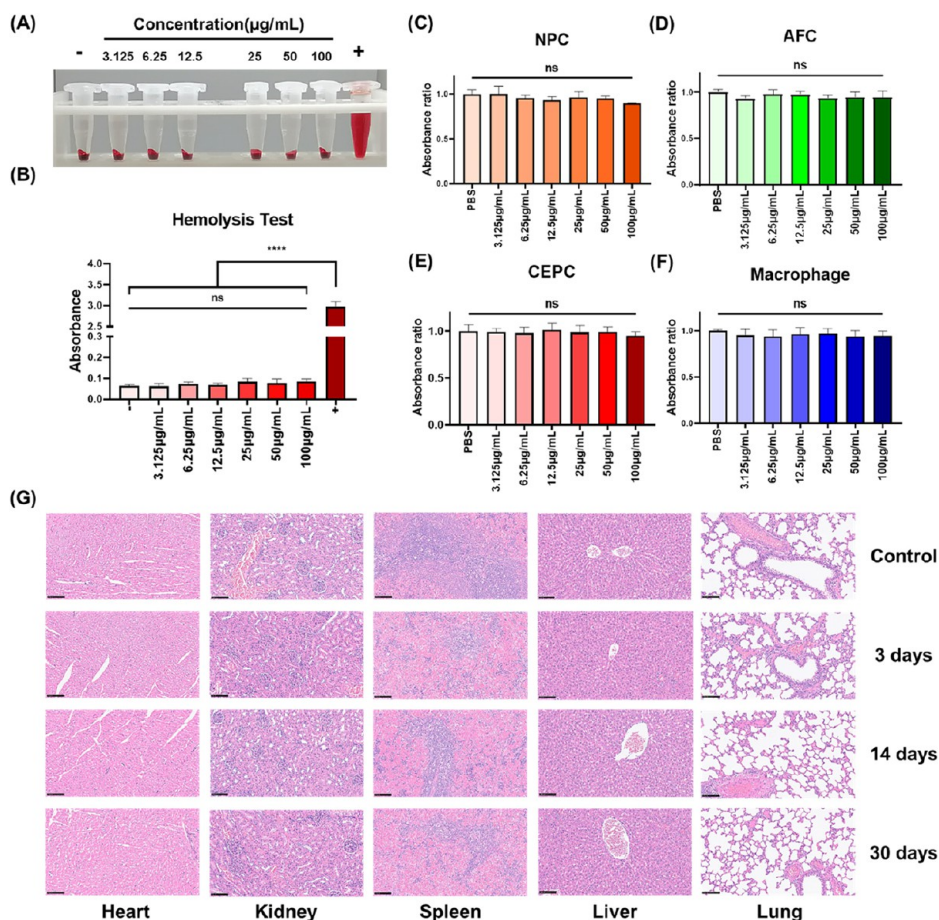 (A)
Concentration(μg/mL)
- 3.125 6.25 12.5 25 50 100 +
(B)
Hemolysis Test
Absorbance
4.0
3.5
3.0
2.5
0.3
0.2
0.1
0.0
****
ns
-
3.125μg/mL
6.25μg/mL
12.5μg/mL
25μg/mL
50μg/mL
100μg/mL
+
(C)
NPC
ns
Absorbance ratio
1.0
0.5
1.0
PBS
3.125μg/mL
6.25μg/mL
12.5μg/mL
25μg/mL
50μg/mL
100μg/mL
(D)
AFC
ns
Absorbance ratio
1.0
0.5
1.0
PBS
3.125μg/mL
6.25μg/mL
12.5μg/mL
25μg/mL
50μg/mL
100μg/mL
(E)
CEPC
ns
Absorbance ratio
1.0
0.5
1.0
PBS
3.125μg/mL
6.25μg/mL
12.5μg/mL
25μg/mL
50μg/mL
100μg/mL
(F)
Macrophage
ns
Absorbance ratio
1.0
0.5
1.0
PBS
3.125μg/mL
6.25μg/mL
12.5μg/mL
25μg/mL
50μg/mL
100μg/mL
(G)
Control
3 days
14 days
30 days
Heart Kidney Spleen Liver Lung